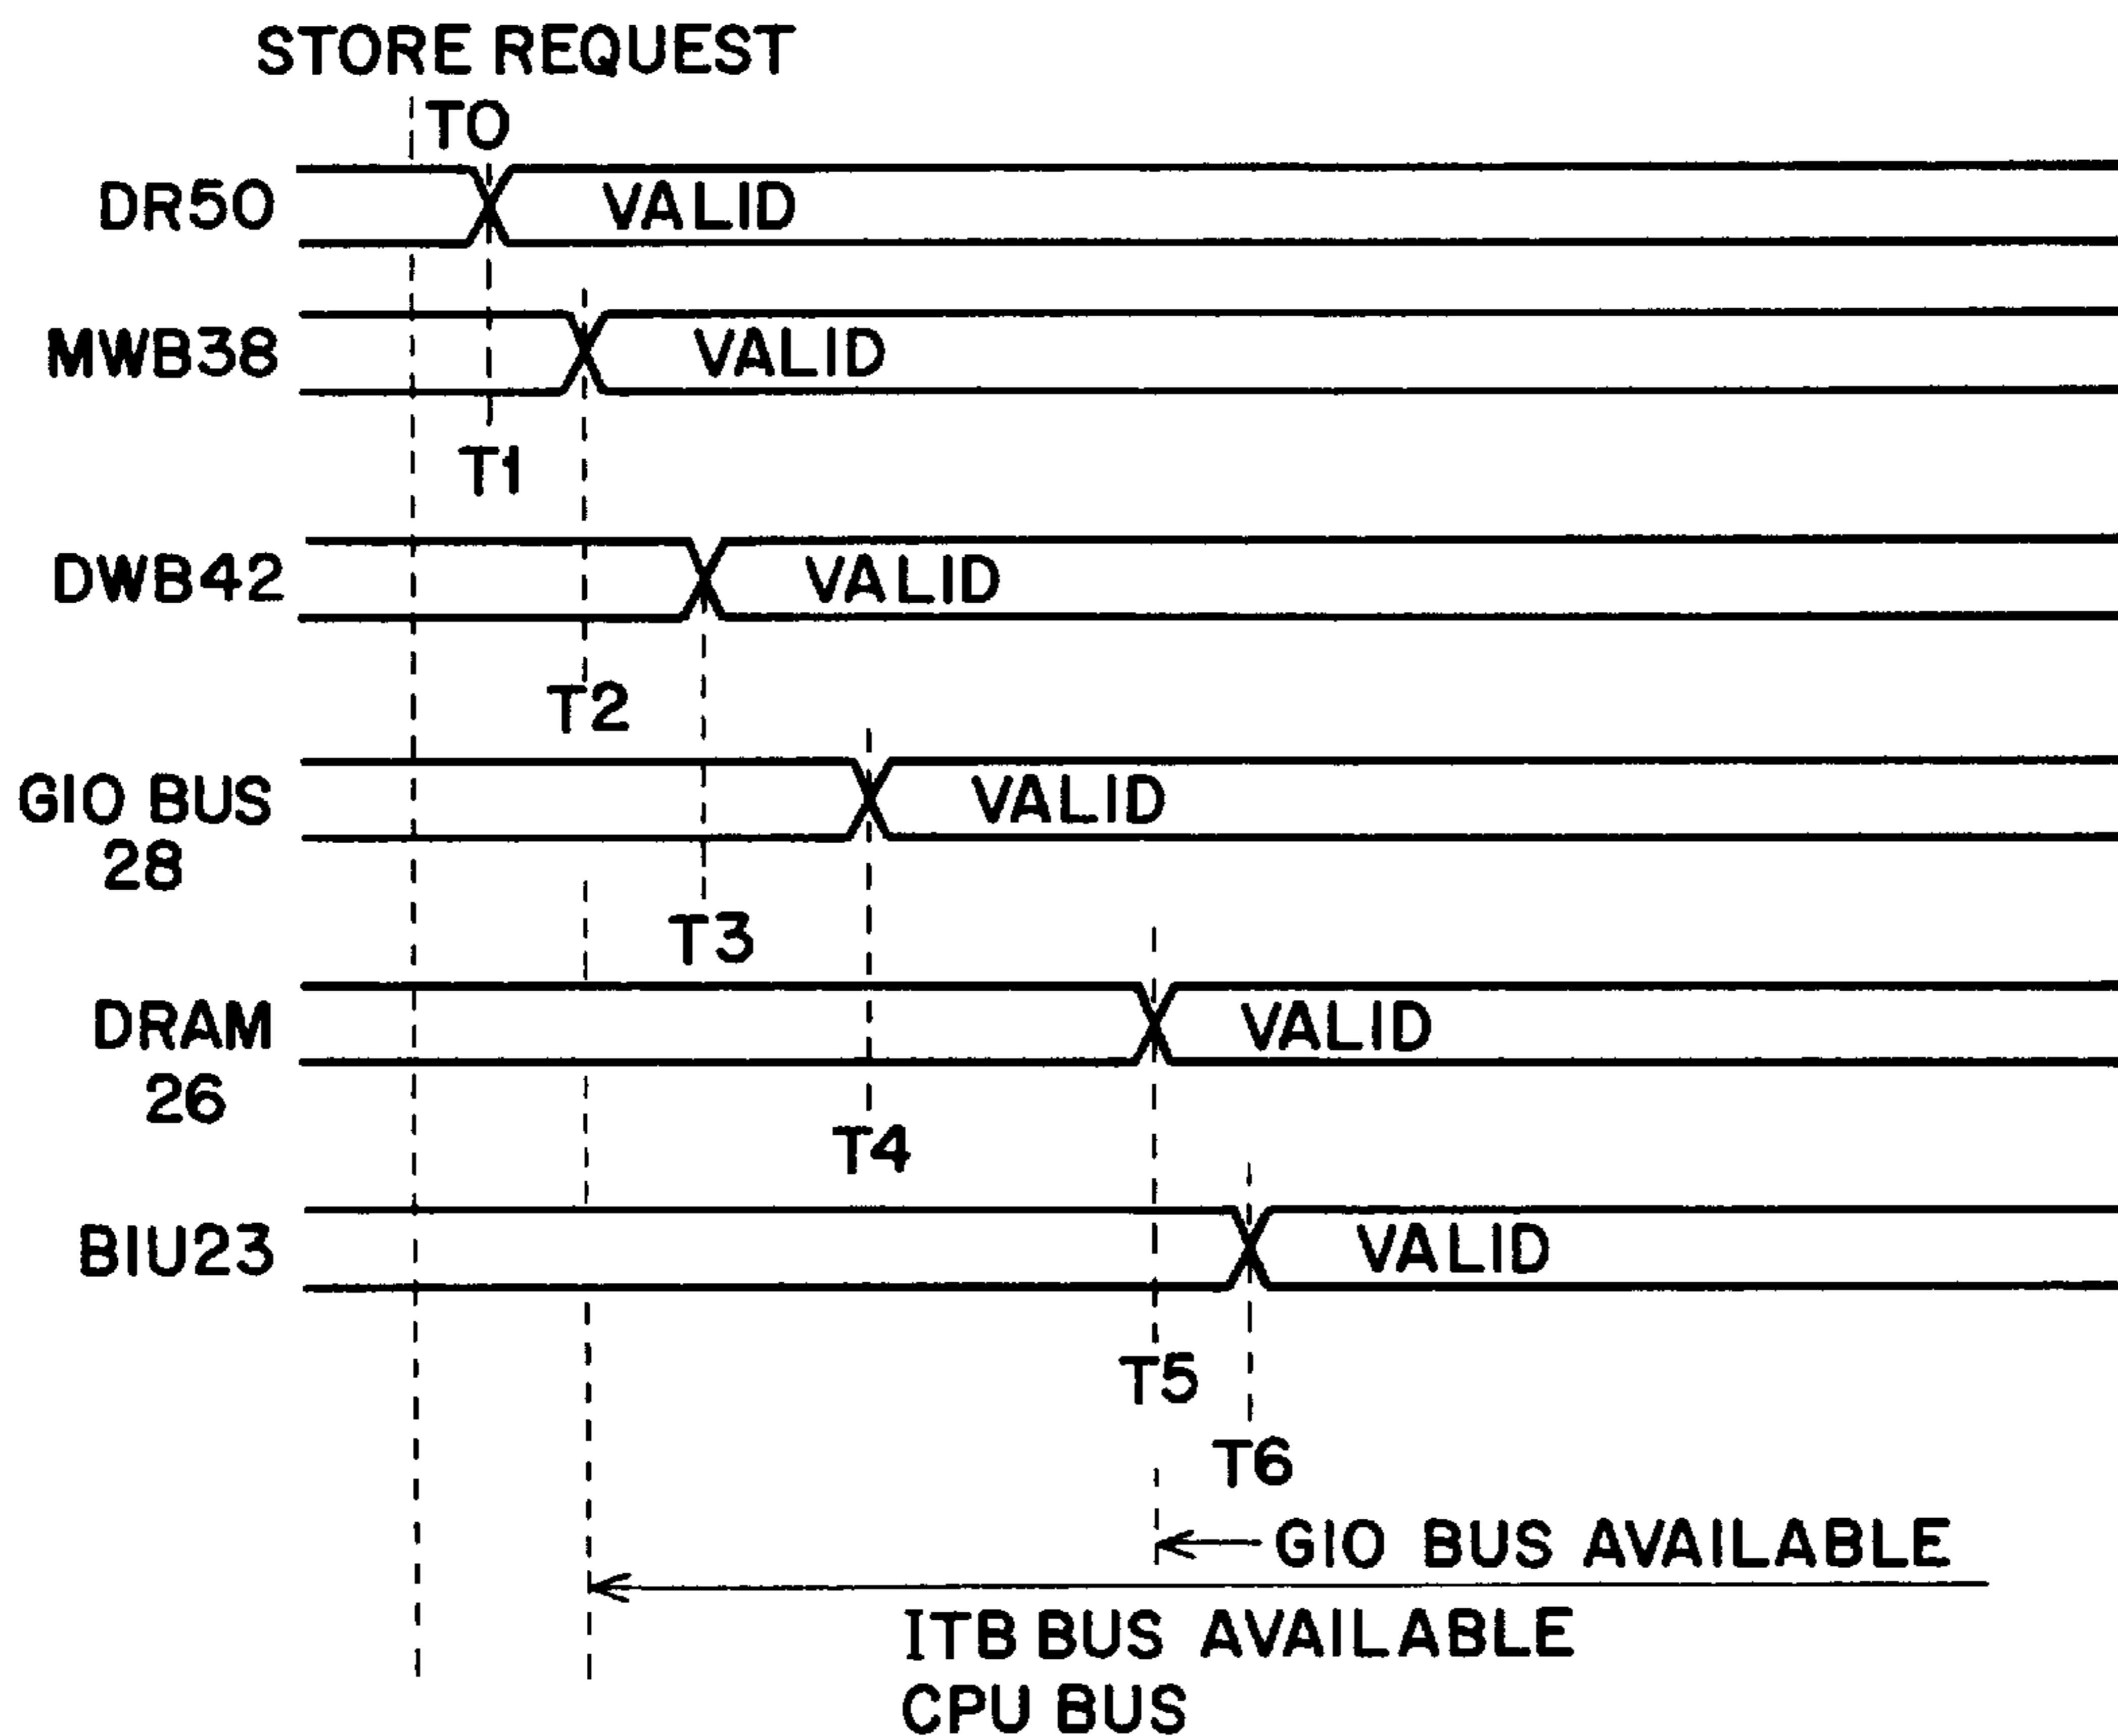 STORE REQUEST
T0
DR50 VALID
MWB38 VALID
T1
DWB42 VALID
T2
GIO BUS VALID
28
T3
DRAM VALID
26
T4
BIU23 VALID
T5
T6
GIO BUS AVAILABLE
ITB BUS AVAILABLE
CPU BUS